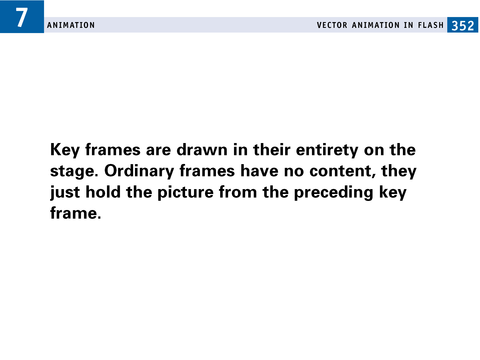 7
ANIMATION
VECTOR ANIMATION IN FLASH 352
Key frames are drawn in their entirety on the
stage. Ordinary frames have no content, they
just hold the picture from the preceding key
frame.